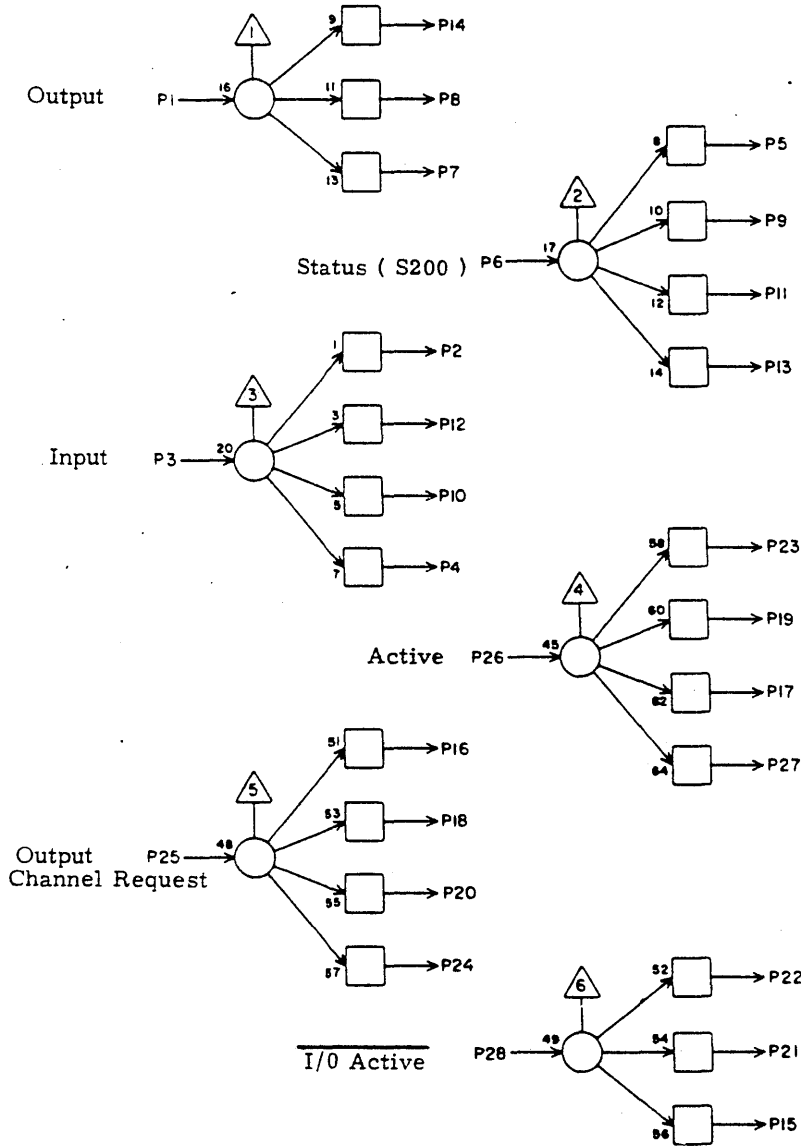 1
9
P14
Output
P1
16
11
P8
13
P7
2
8
P5
10
P9
Status ( S200 )
P6
17
12
P11
14
P13
3
1
P2
3
P12
Input
P3
20
5
P10
7
P4
4
58
P23
60
P19
Active
P26
45
62
P17
64
P27
5
51
P16
53
P18
Output
Channel Request
P25
48
55
P20
57
P24
6
52
P22
I/0 Active
P28
49
54
P21
56
P15